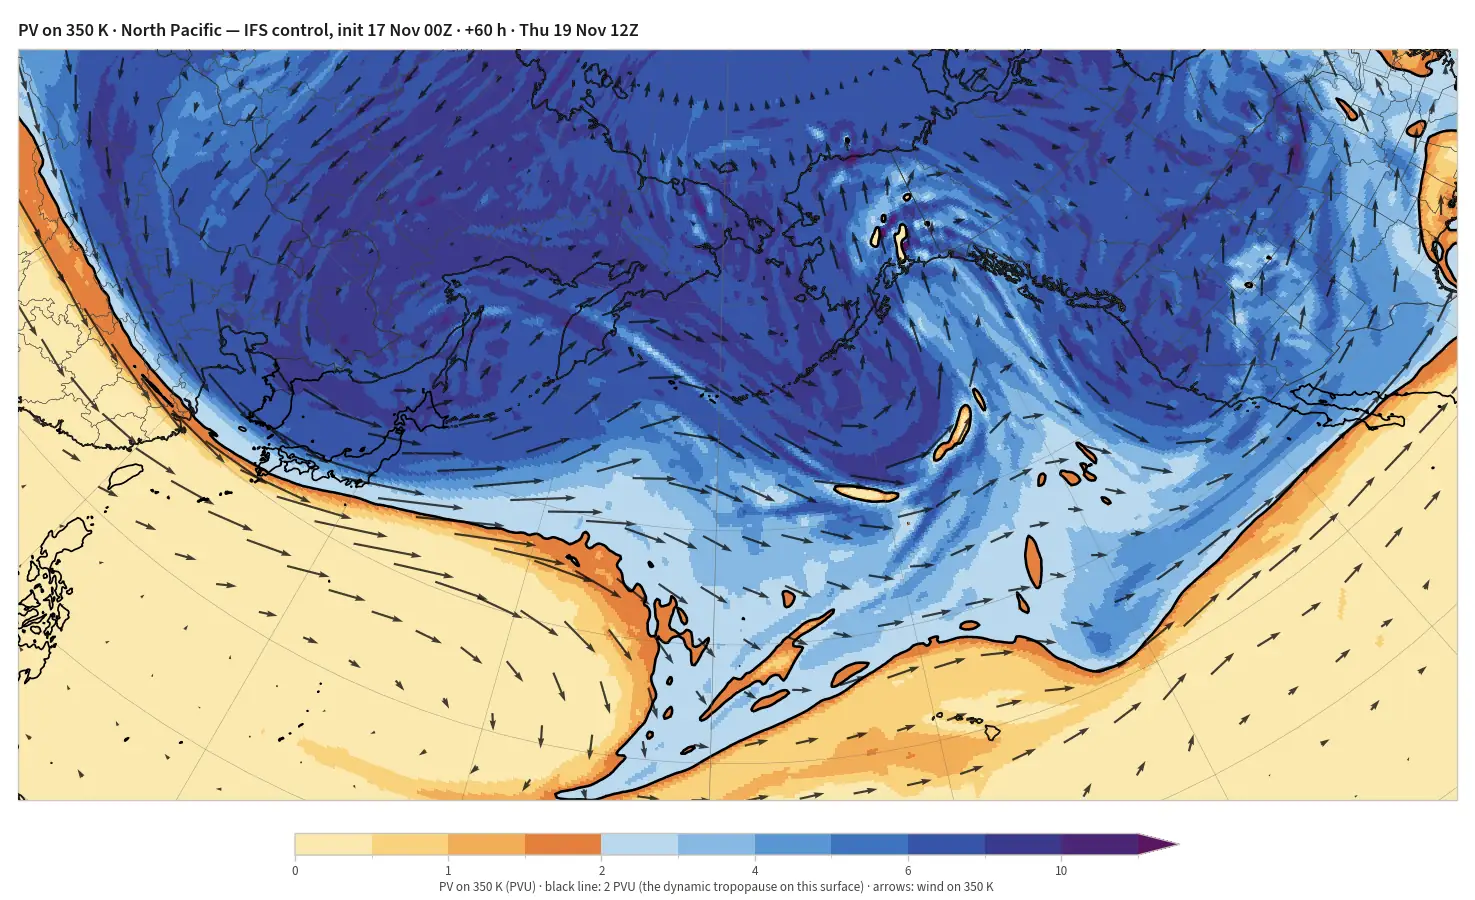 PV on 350 K · North Pacific — IFS control, init 17 Nov 00Z · +60 h · Thu 19 Nov 12Z
0 1 2 4 6 10
PV on 350 K (PVU) · black line: 2 PVU (the dynamic tropopause on this surface) · arrows: wind on 350 K